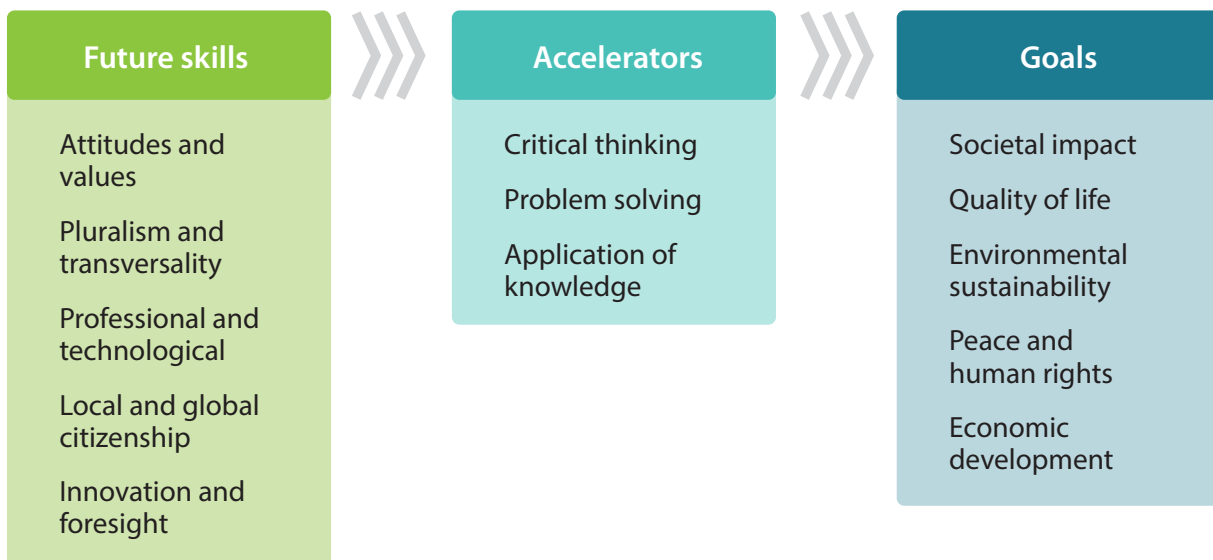 Future skills
Attitudes and
values
Pluralism and
transversality
Professional and
technological
Local and global
citizenship
Innovation and
foresight
Accelerators
Critical thinking
Problem solving
Application of
knowledge
Goals
Societal impact
Quality of life
Environmental
sustainability
Peace and
human rights
Economic
development